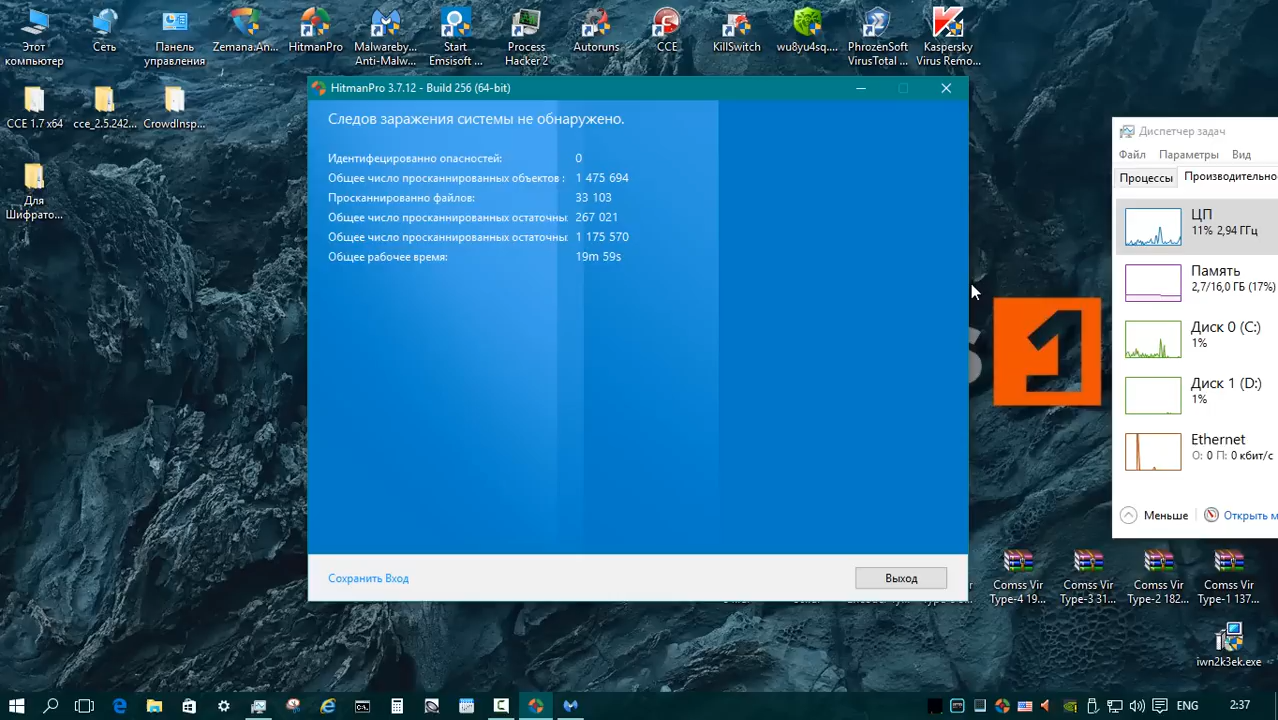 Этот компьютер
Сеть
Панель управления
Zemana.An...
HitmanPro
Malwareby... Anti-Malw...
Start Emsisoft ...
Process Hacker 2
Autoruns
CCE
KillSwitch
wu8yu4sq....
PhrozenSoft VirusTotal ...
Kaspersky Virus Remo...
CCE 1.7 x64
cce_2.5.242...
CrowdInsp...
Для Шифрато...
HitmanPro 3.7.12 - Build 256 (64-bit)
Следов заражения системы не обнаружено.
Идентифецированно опасностей: 0
Общее число просканнированных объектов : 1 475 694
Просканнировано файлов: 33 103
Общее число просканнированных остаточны: 267 021
Общее число просканнированных остаточны: 1 175 570
Общее рабочее время: 19m 59s
Сохранить Вход
Выход
Диспетчер задач
Файл Параметры Вид
Процессы Производительно
ЦП
11% 2,94 ГГц
Память
2,7/16,0 ГБ (17%)
Диск 0 (C:)
1%
Диск 1 (D:)
1%
Ethernet
О: 0 П: 0 кбит/с
Меньше
Открыть м
1
Comss Vir Type-4 19...
Comss Vir Type-3 31...
Comss Vir Type-2 182...
Comss Vir Type-1 137...
iwn2k3ek.exe
ENG
2:37